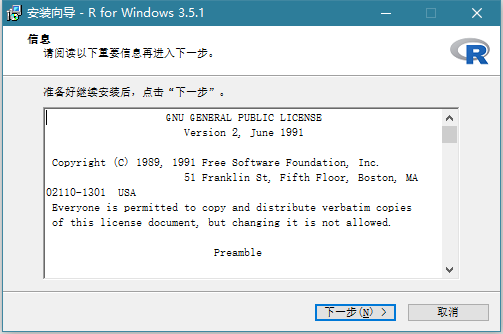 安装向导 - R for Windows 3.5.1
信息
请阅读以下重要信息再进入下一步。
R
准备好继续安装后，点击“下一步”。
GNU GENERAL PUBLIC LICENSE
Version 2, June 1991
Copyright (C) 1989, 1991 Free Software Foundation, Inc.
51 Franklin St, Fifth Floor, Boston, MA
02110-1301  USA
Everyone is permitted to copy and distribute verbatim copies
of this license document, but changing it is not allowed.
Preamble
下一步(N) >
取消